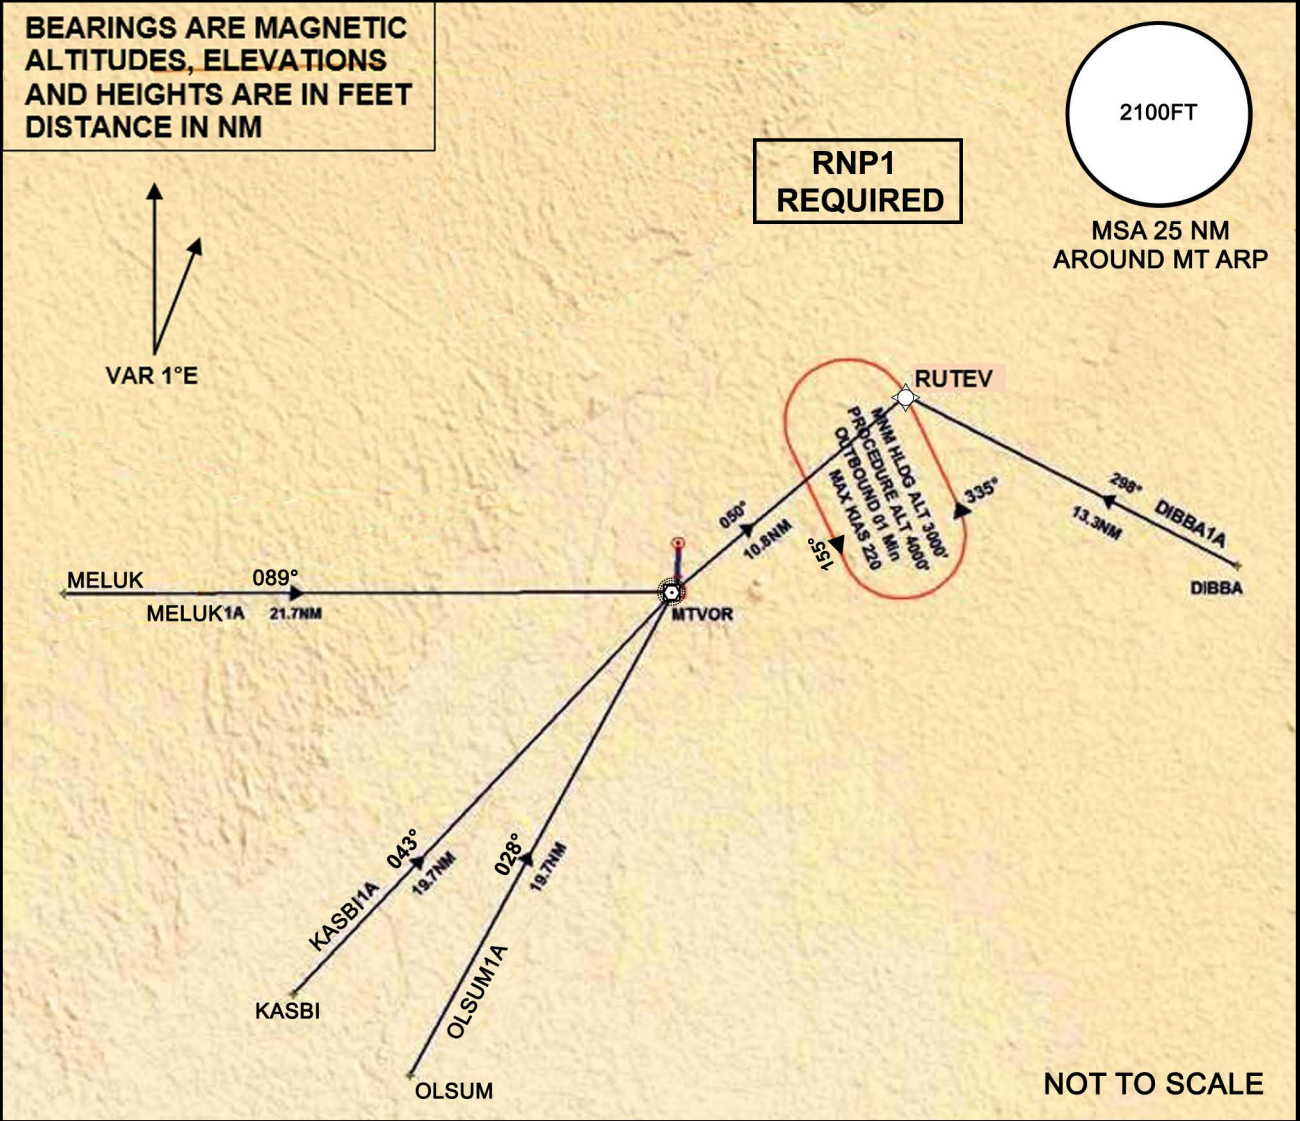 BEARINGS ARE MAGNETIC
ALTITUDES, ELEVATIONS
AND HEIGHTS ARE IN FEET
DISTANCE IN NM
2100FT
MSA 25 NM
AROUND MT ARP
RNP1
REQUIRED
VAR 1°E
RUTEV
MNM HLDG ALT 3000'
PROCEDURE ALT 4000'
OUTBOUND 01 Min
MAX KIAS 220
335°
155°
298°
DIBBA1A
13.3NM
DIBBA
050°
10.8NM
MELUK
089°
MELUK1A
21.7NM
MTVOR
043°
19.7NM
KASBI1A
KASBI
028°
19.7NM
OLSUM1A
OLSUM
NOT TO SCALE